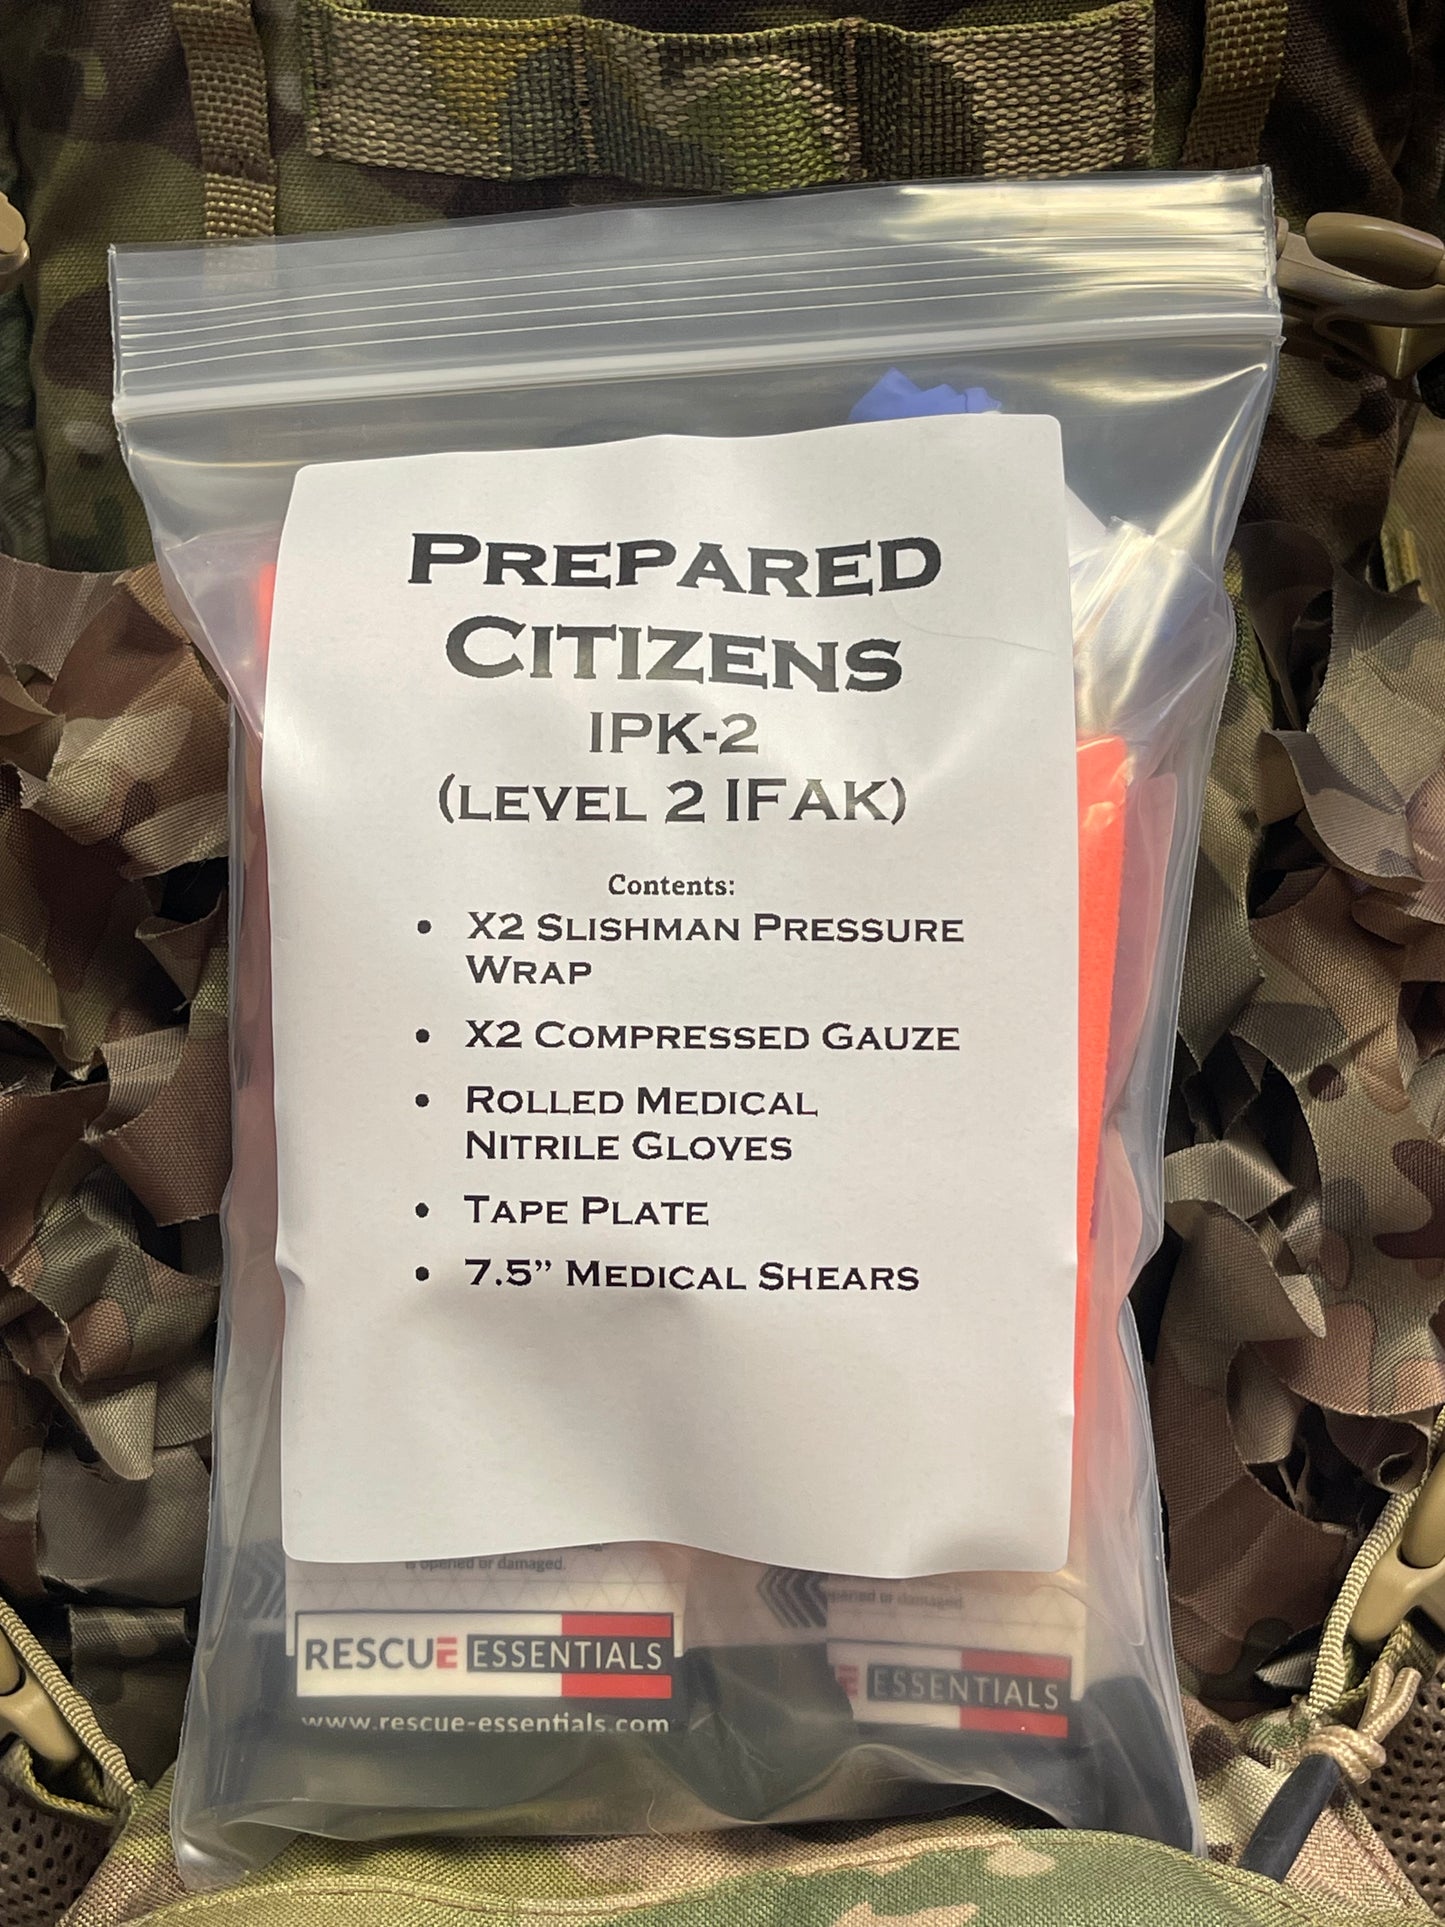 PREPARED
CITIZENS
IPK-2
(LEVEL 2 IFAK)
Contents:
• X2 SLISHMAN PRESSURE
WRAP
• X2 COMPRESSED GAUZE
• ROLLED MEDICAL
NITRILE GLOVES
• TAPE PLATE
• 7.5” MEDICAL SHEARS
is opened or damaged.
opened or damaged
RESCUE ESSENTIALS
E ESSENTIALS
www.rescue-essentials.com